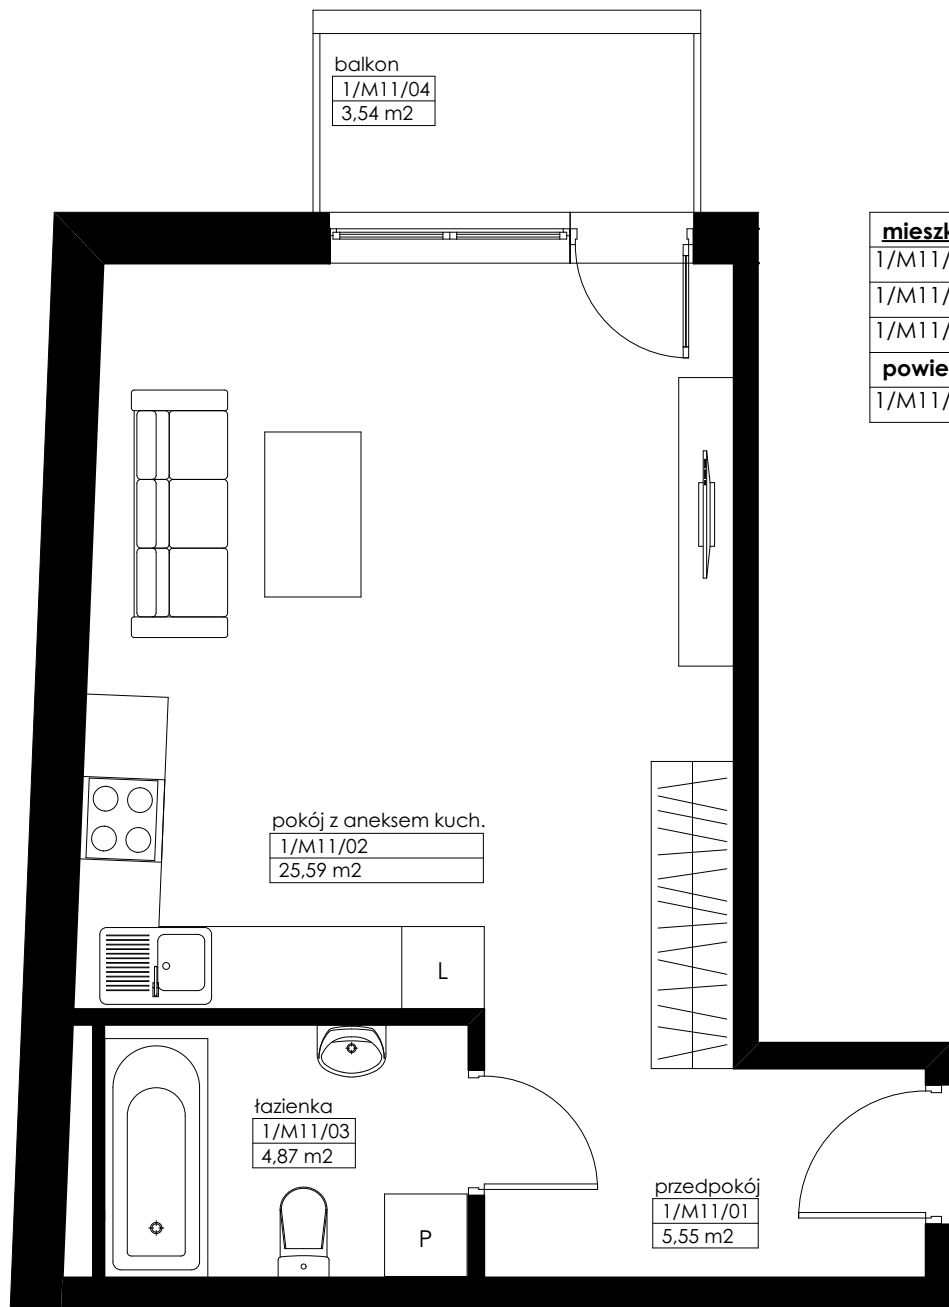 balkon
1/M11/04
3,54 m2
1/M11/
1/M11/
1/M11/
1/M11/
pokój z aneksem kuch.
1/M11/02
25,59 m2
L
łazienka
1/M11/03
4,87 m2
P
przedpokój
1/M11/01
5,55 m2